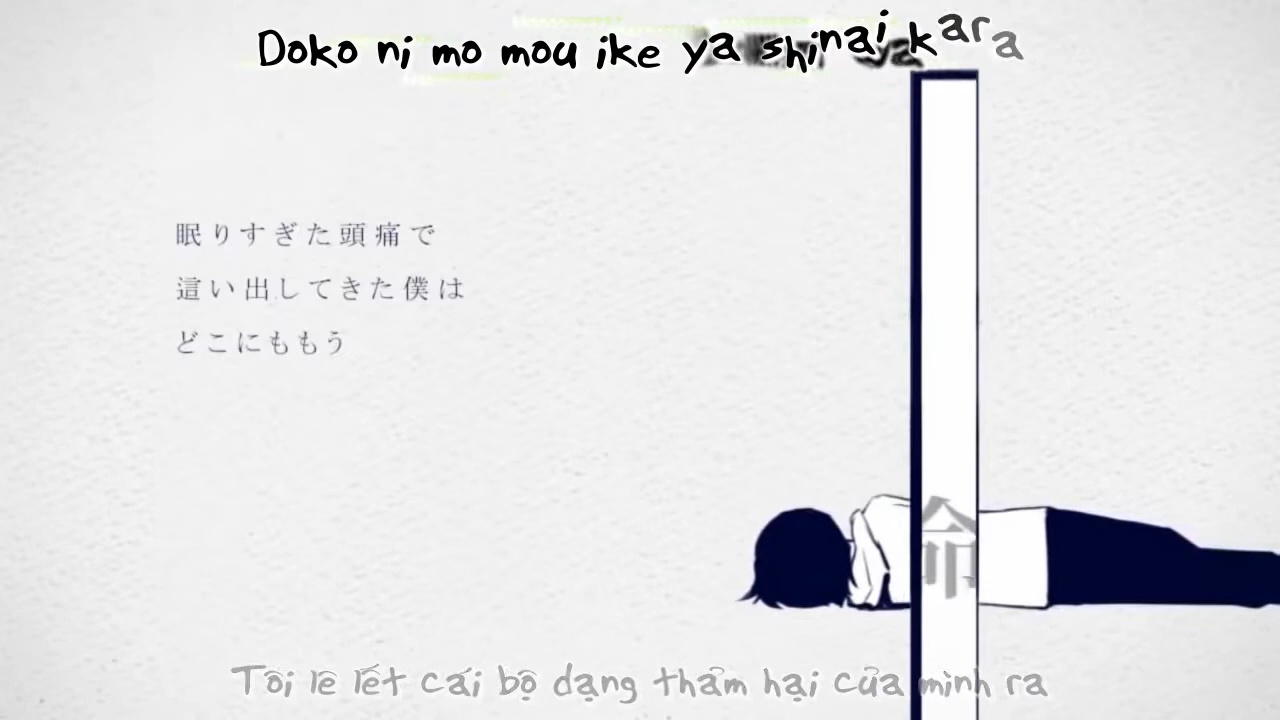 Doko ni mo mou ike ya shinai kara
眠りすぎた頭痛で
這い出してきた僕は
どこにももう
命
Tôi lê lết cái bộ dạng thảm hại của mình ra